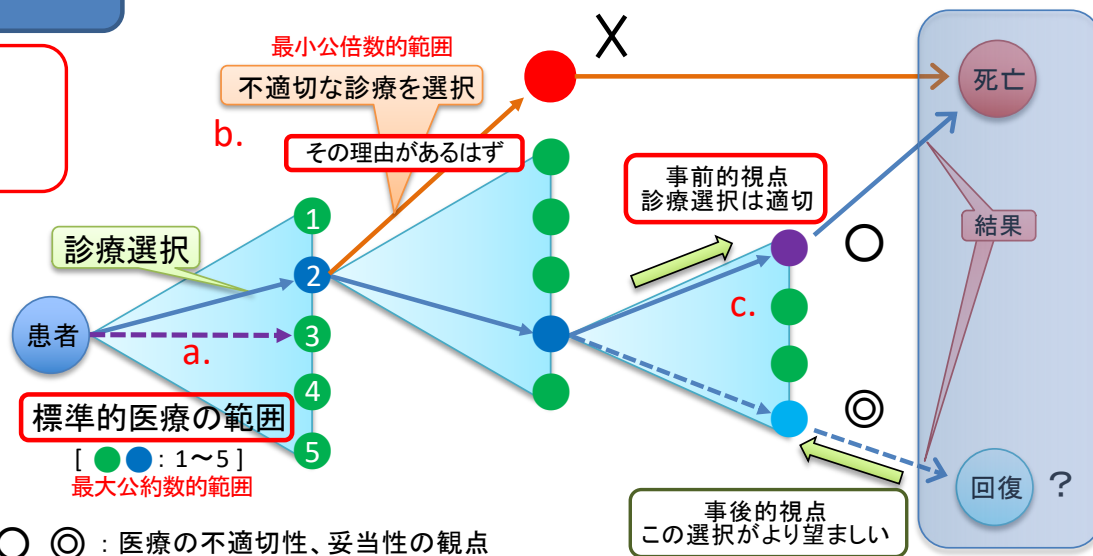 最小公倍数的範囲
不適切な診療を選択
X
死亡
b.
その理由があるはず
事前的視点
診療選択は適切
結果
診療選択
1
2
3
4
5
患者
a.
c.
○
◎
標準的医療の範囲
[ ●● : 1～5 ]
最大公約数的範囲
事後的視点
この選択がより望ましい
回復 ?
○ ◎ : 医療の不適切性、妥当性の観点